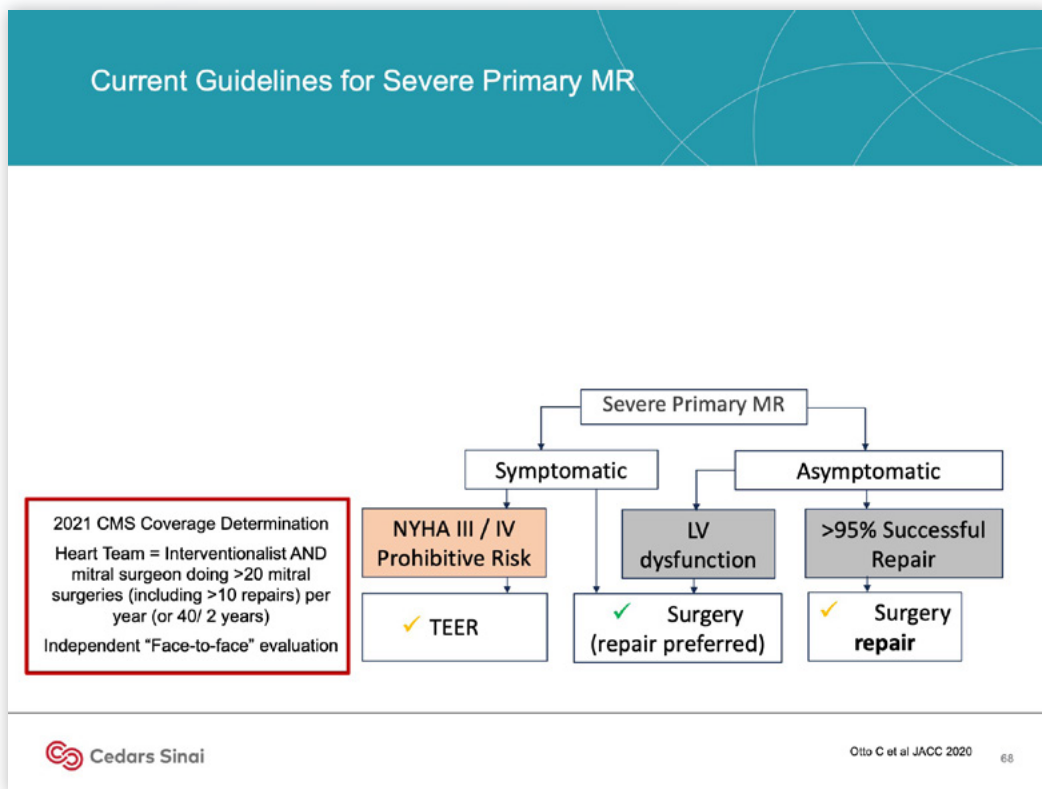 Current Guidelines for Severe Primary MR
Severe Primary MR
Symptomatic
Asymptomatic
2021 CMS Coverage Determination
Heart Team = Interventionalist AND
mitral surgeon doing >20 mitral
surgeries (including >10 repairs) per
year (or 40/ 2 years)
Independent “Face-to-face” evaluation
NYHA III / IV
Prohibitive Risk
LV
dysfunction
>95% Successful
Repair
✓ TEER
✓ Surgery
(repair preferred)
✓ Surgery
repair
Cedars Sinai
Otto C et al JACC 2020
68